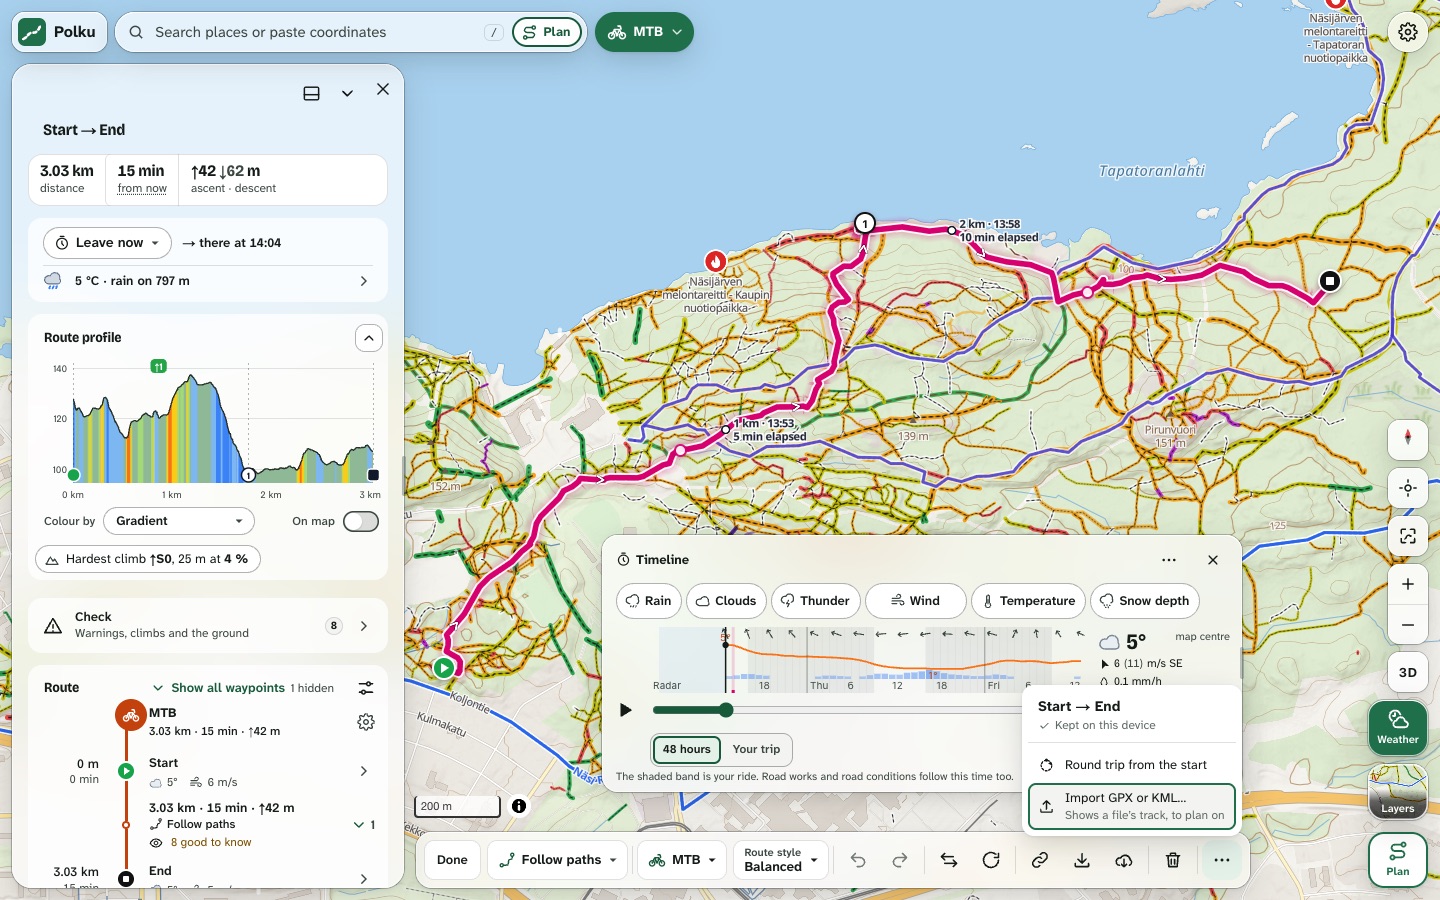 Polku
Search places or paste coordinates
/
Plan
MTB
Start → End
3.03 km
distance
15 min
from now
↑42 ↓62 m
ascent · descent
Leave now
→ there at 14:04
5 °C · rain on 797 m
Route profile
↑1
140
120
100
1
0 km
1 km
2 km
3 km
Colour by
Gradient
On map
Hardest climb ↑S0, 25 m at 4 %
Check
Warnings, climbs and the ground
8
Route
Show all waypoints
1 hidden
MTB
3.03 km · 15 min · ↑42 m
0 m
0 min
Start
5°
6 m/s
3.03 km · 15 min · ↑42 m
Follow paths
1
8 good to know
3.03 km
15 min
End
Näsijärven
melontareitti
- Tapatoran
nuotiopaikka
Tapatoranlahti
1
2 km · 13:58
10 min elapsed
Näsijärven
melontareitti - Kaupin
nuotiopaikka
100
1 km · 13:53
5 min elapsed
139 m
Pirunvuori
151 m
152 m
125
Koljontie
Kulmakatu
200 m
Timeline
Rain
Clouds
Thunder
Wind
Temperature
Snow depth
5°
Radar
18
Thu
6
12
18
Fri
6
12
1°
5°
map centre
6 (11) m/s SE
0.1 mm/h
48 hours
Your trip
The shaded band is your ride. Road works and road conditions follow this time too.
Start → End
Kept on this device
Round trip from the start
Import GPX or KML...
Shows a file's track, to plan on
Done
Follow paths
MTB
Route style
Balanced
3D
Weather
Layers
Plan